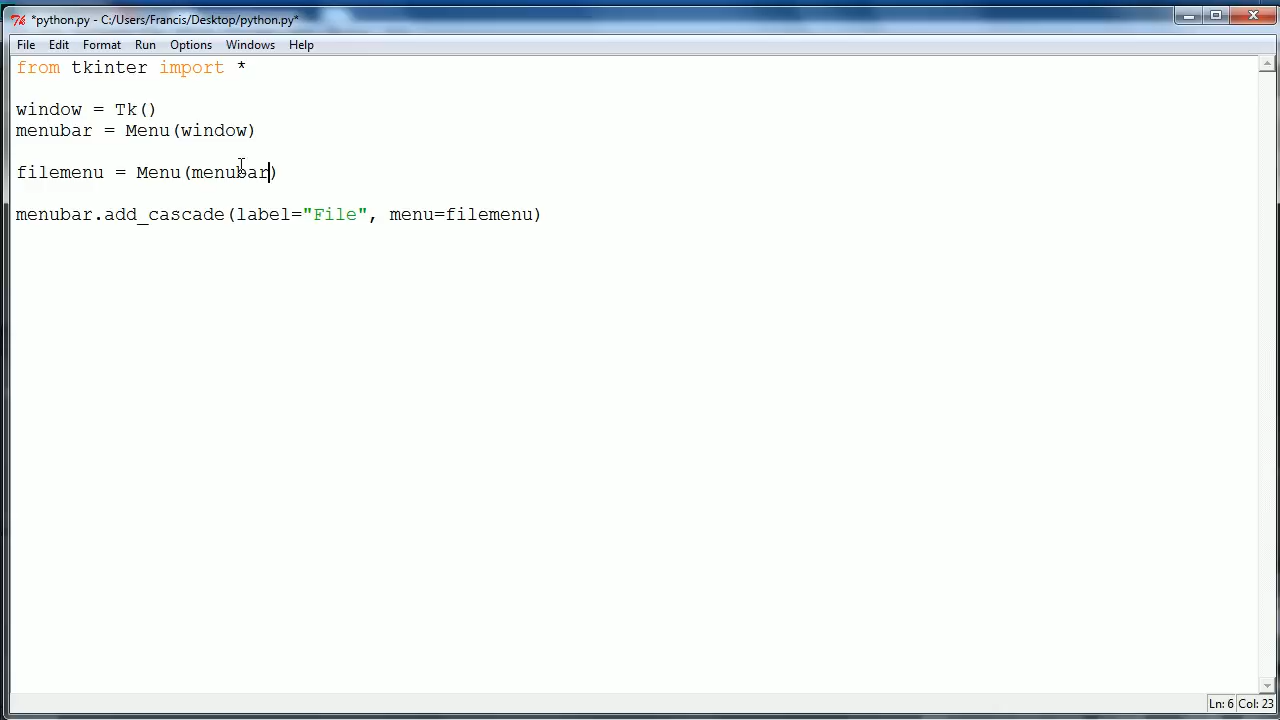 *python.py - C:/Users/Francis/Desktop/python.py*
File Edit Format Run Options Windows Help
from tkinter import *
window = Tk()
menubar = Menu(window)
filemenu = Menu(menubar)
menubar.add_cascade(label="File", menu=filemenu)
Ln: 6 Col: 23